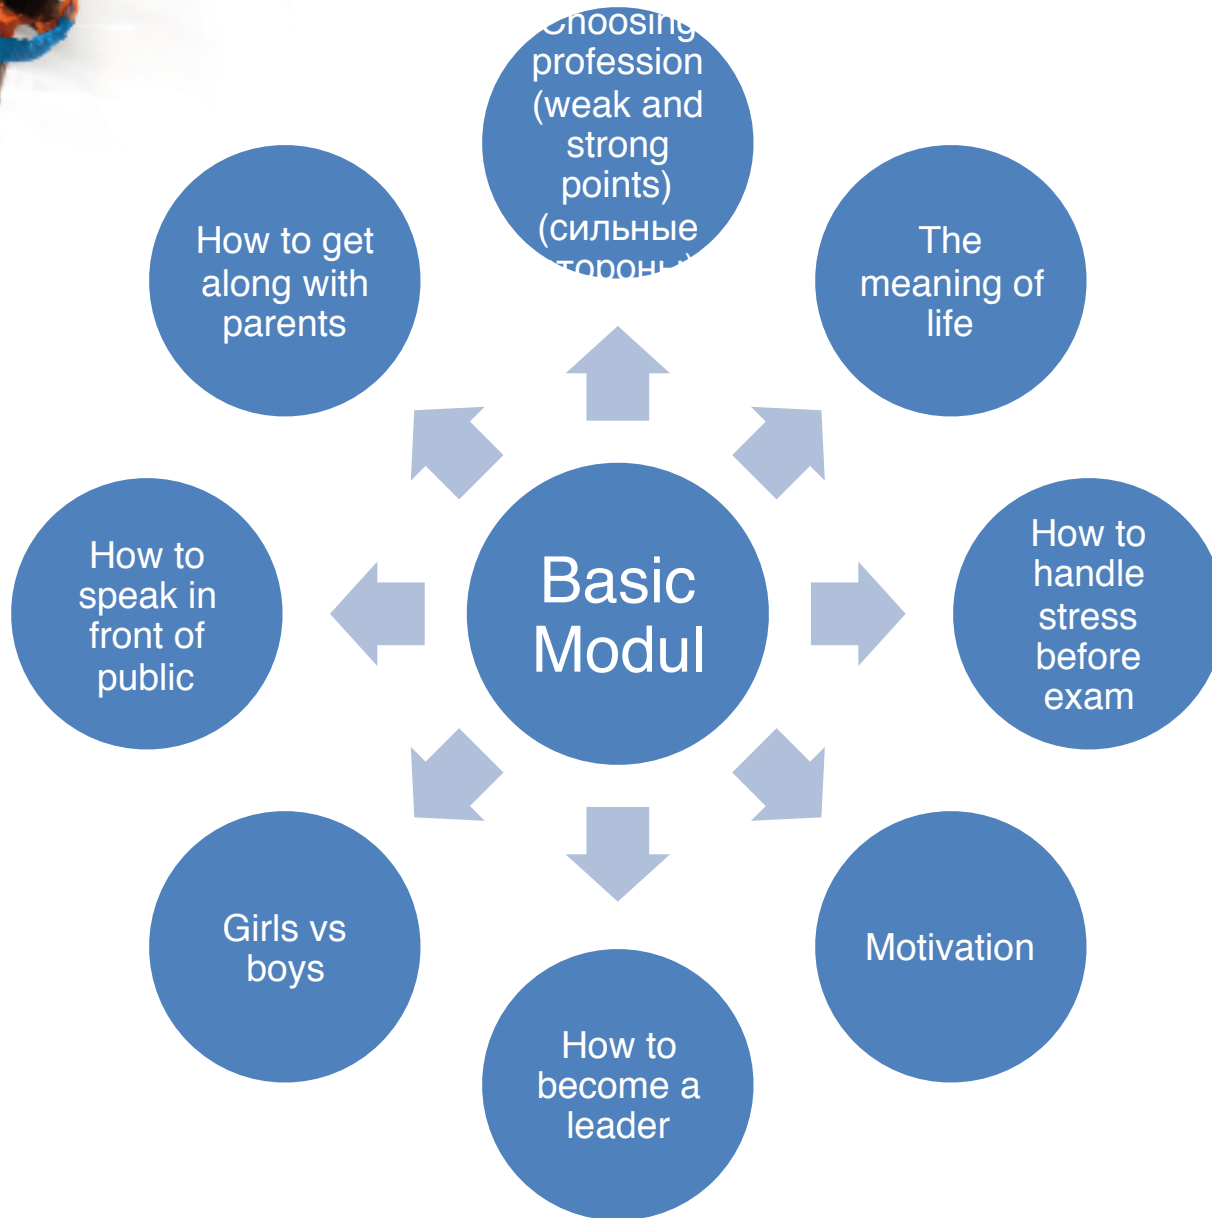 Choosing
profession
(weak and
strong
points)
(сильные
стороны)
The
meaning of
life
How to
handle
stress
before
exam
Motivation
How to
become a
leader
Girls vs
boys
How to
speak in
front of
public
How to get
along with
parents
Basic
Modul